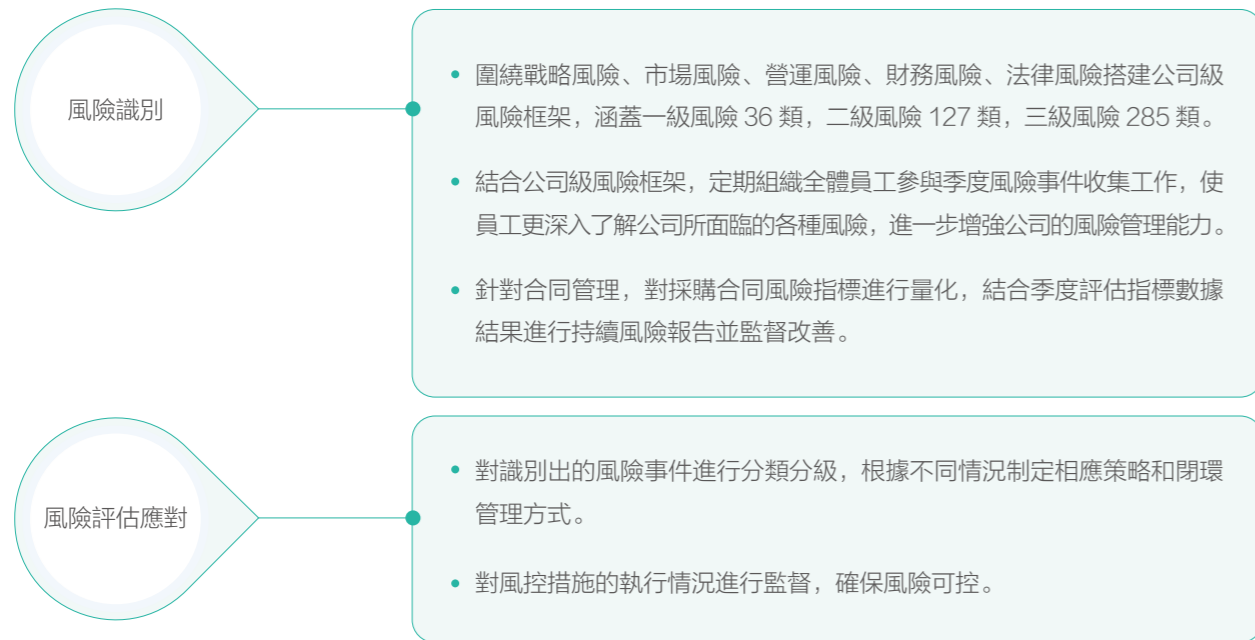 風險識別
• 圍繞戰略風險、市場風險、營運風險、財務風險、法律風險搭建公司級
風險框架，涵蓋一級風險 36 類，二級風險 127 類，三級風險 285 類。
• 結合公司級風險框架，定期組織全體員工參與季度風險事件收集工作，使
員工更深入了解公司所面臨的各種風險，進一步增強公司的風險管理能力。
• 針對合同管理，對採購合同風險指標進行量化，結合季度評估指標數據
結果進行持續風險報告並監督改善。
風險評估應對
• 對識別出的風險事件進行分類分級，根據不同情況制定相應策略和閉環
管理方式。
• 對風控措施的執行情況進行監督，確保風險可控。